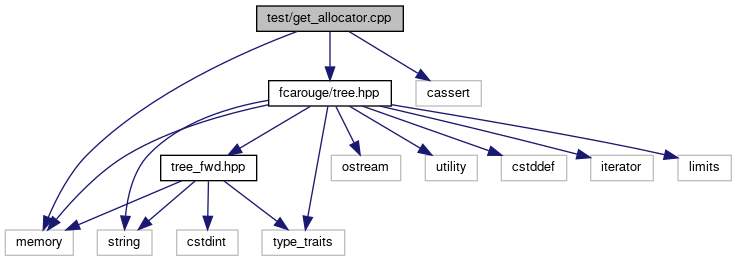 test/get_allocator.cpp
fcarouge/tree.hpp
cassert
tree_fwd.hpp
ostream
utility
cstddef
iterator
limits
memory
string
cstdint
type_traits